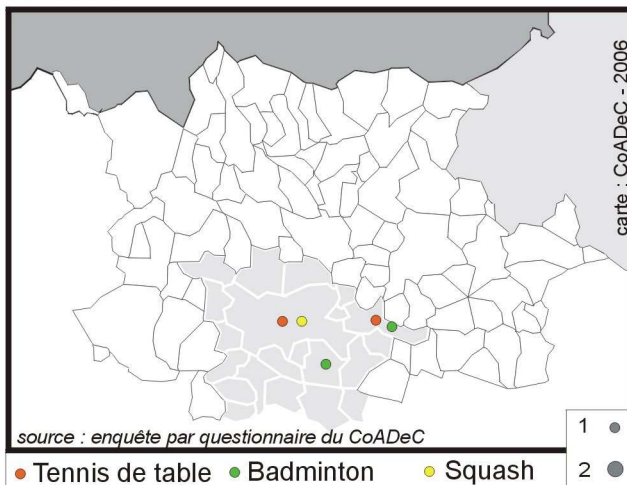 carte : CoADeC - 2006
source : enquête par questionnaire du CoADeC
1
2
Tennis de table Badminton Squash